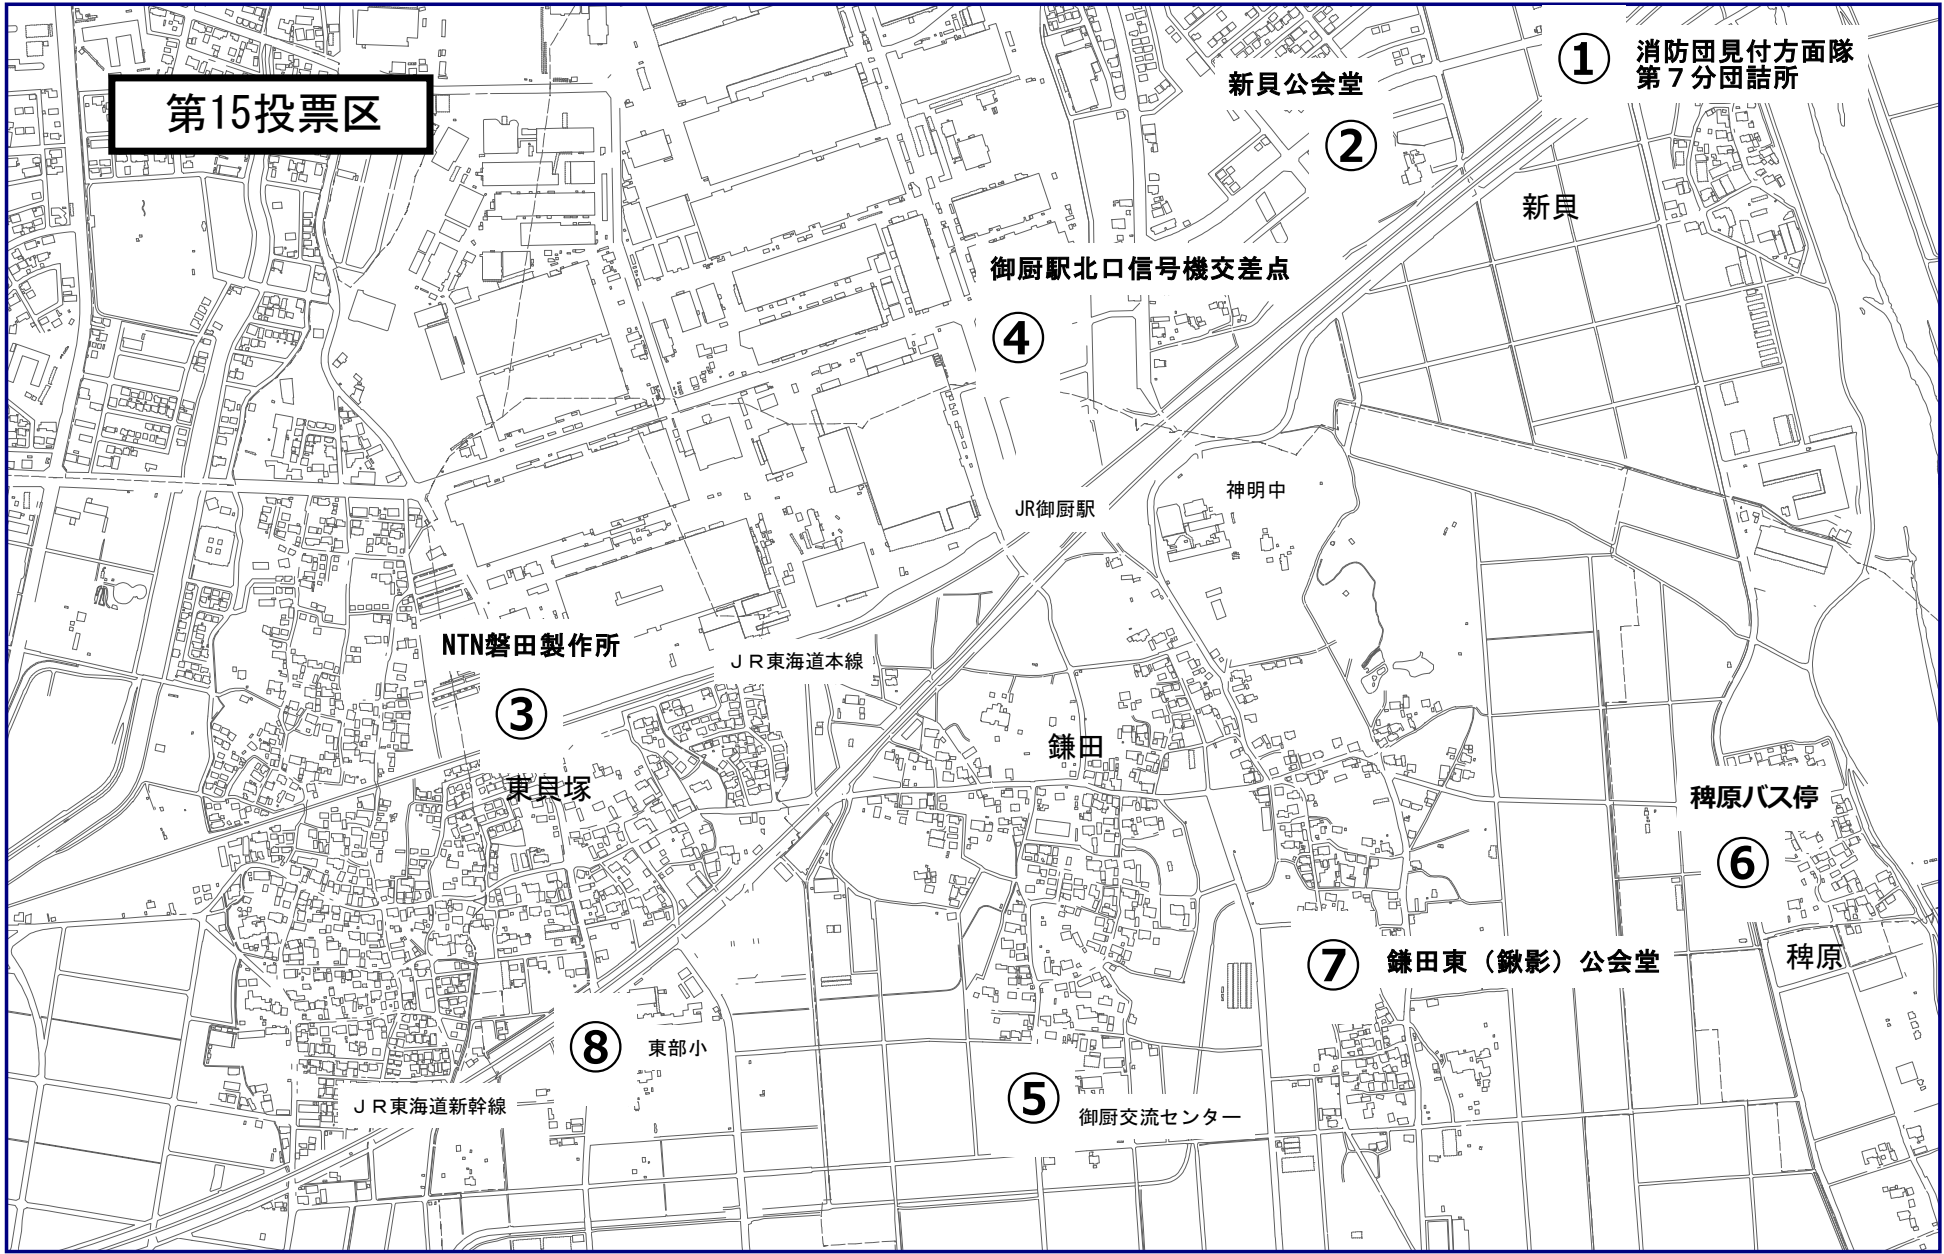 第15投票区
① 消防団見付方面隊
第７分団詰所
新貝公会堂
②
新貝
御厨駅北口信号機交差点
④
神明中
JR御厨駅
NTN磐田製作所
ＪＲ東海道本線
③
鎌田
東貝塚
稗原バス停
⑥
稗原
⑦ 鎌田東（鍬影）公会堂
⑧ 東部小
⑤ 御厨交流センター
ＪＲ東海道新幹線